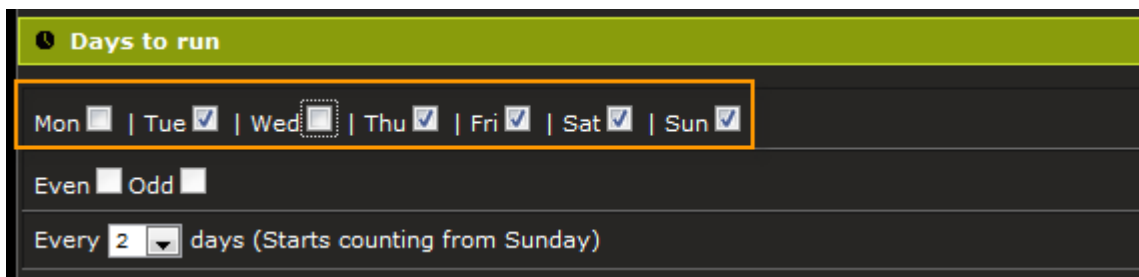 Days to run
Mon | Tue | Wed | Thu | Fri | Sat | Sun
Even Odd
Every 2 days (Starts counting from Sunday)